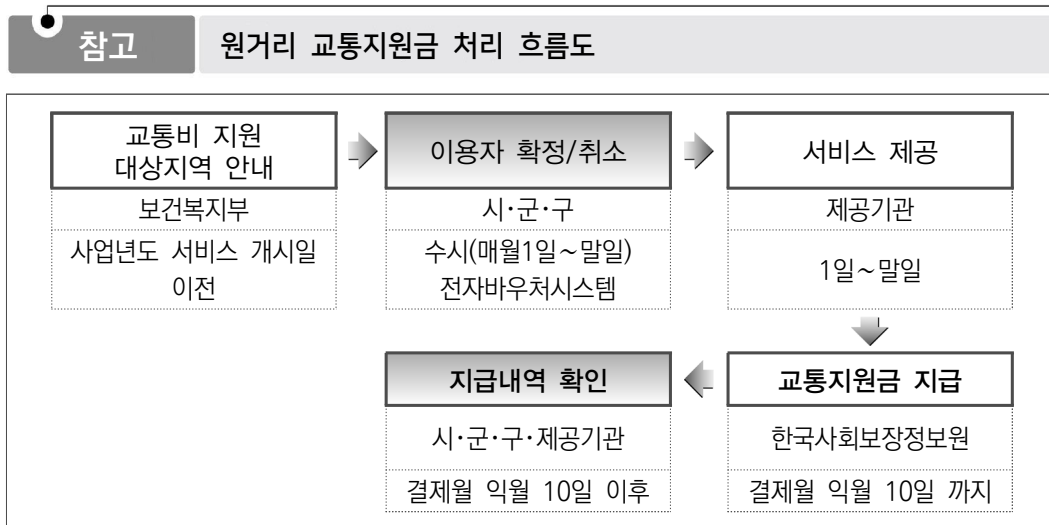 참고
원거리 교통지원금 처리 흐름도
교통비 지원
대상지역 안내
보건복지부
사업년도 서비스 개시일
이전
이용자 확정/취소
시·군·구
수시(매월1일~말일)
전자바우처시스템
서비스 제공
제공기관
1일~말일
교통지원금 지급
한국사회보장정보원
결제월 익월 10일 까지
지급내역 확인
시·군·구·제공기관
결제월 익월 10일 이후